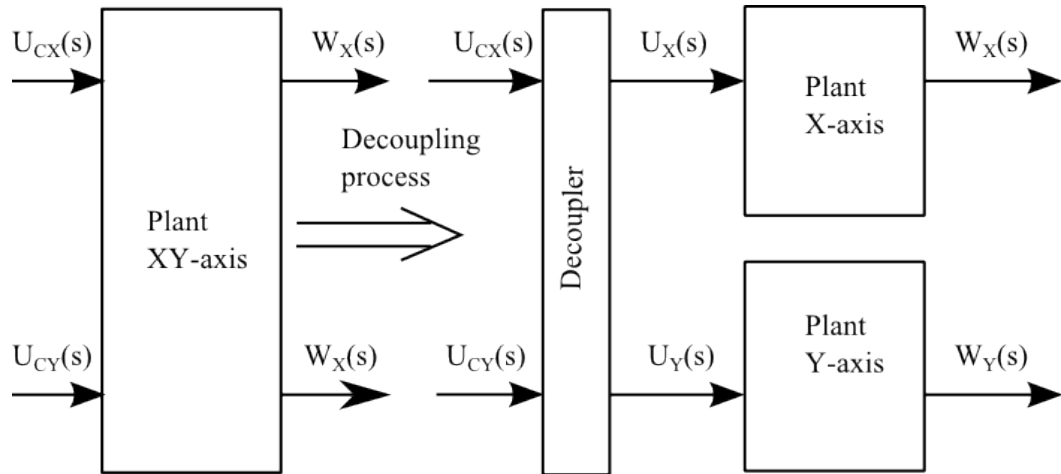 U_CX(s)
W_X(s)
U_CX(s)
U_X(s)
W_X(s)
Plant
X-axis
Decoupling
process
Plant
XY-axis
Decoupler
Plant
Y-axis
U_CY(s)
W_X(s)
U_CY(s)
U_Y(s)
W_Y(s)